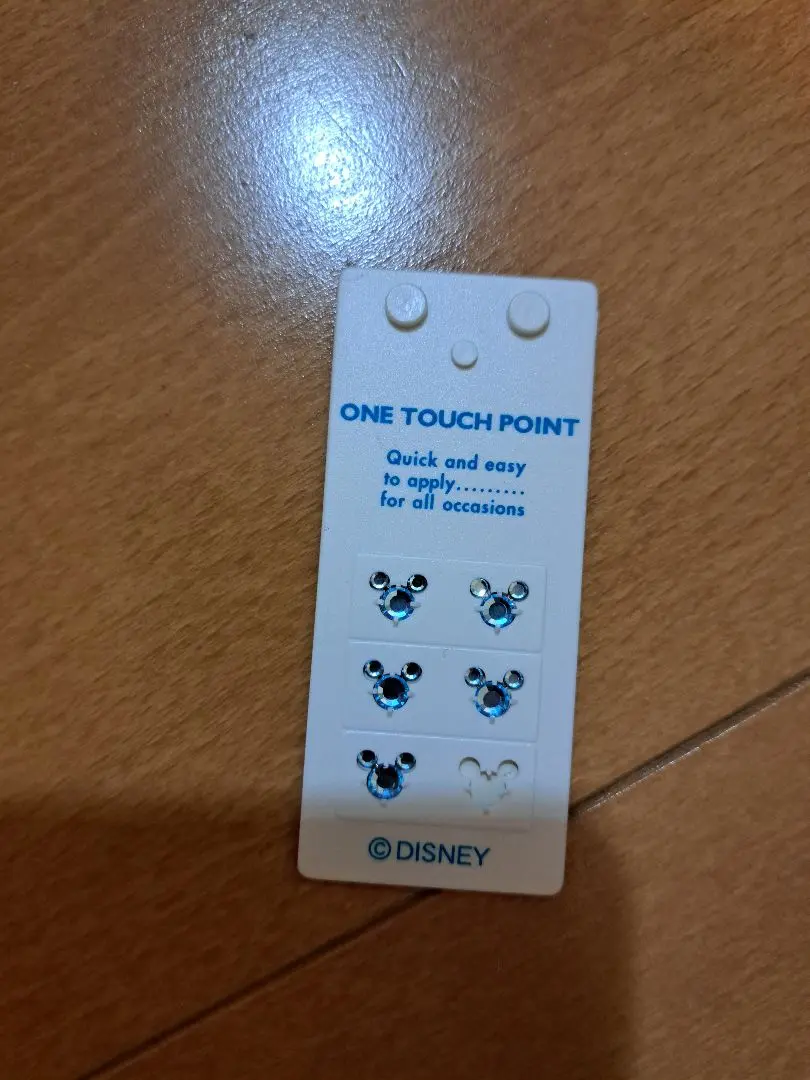 ONE TOUCH POINT
Quick and easy
to apply.........
for all occasions
©DISNEY